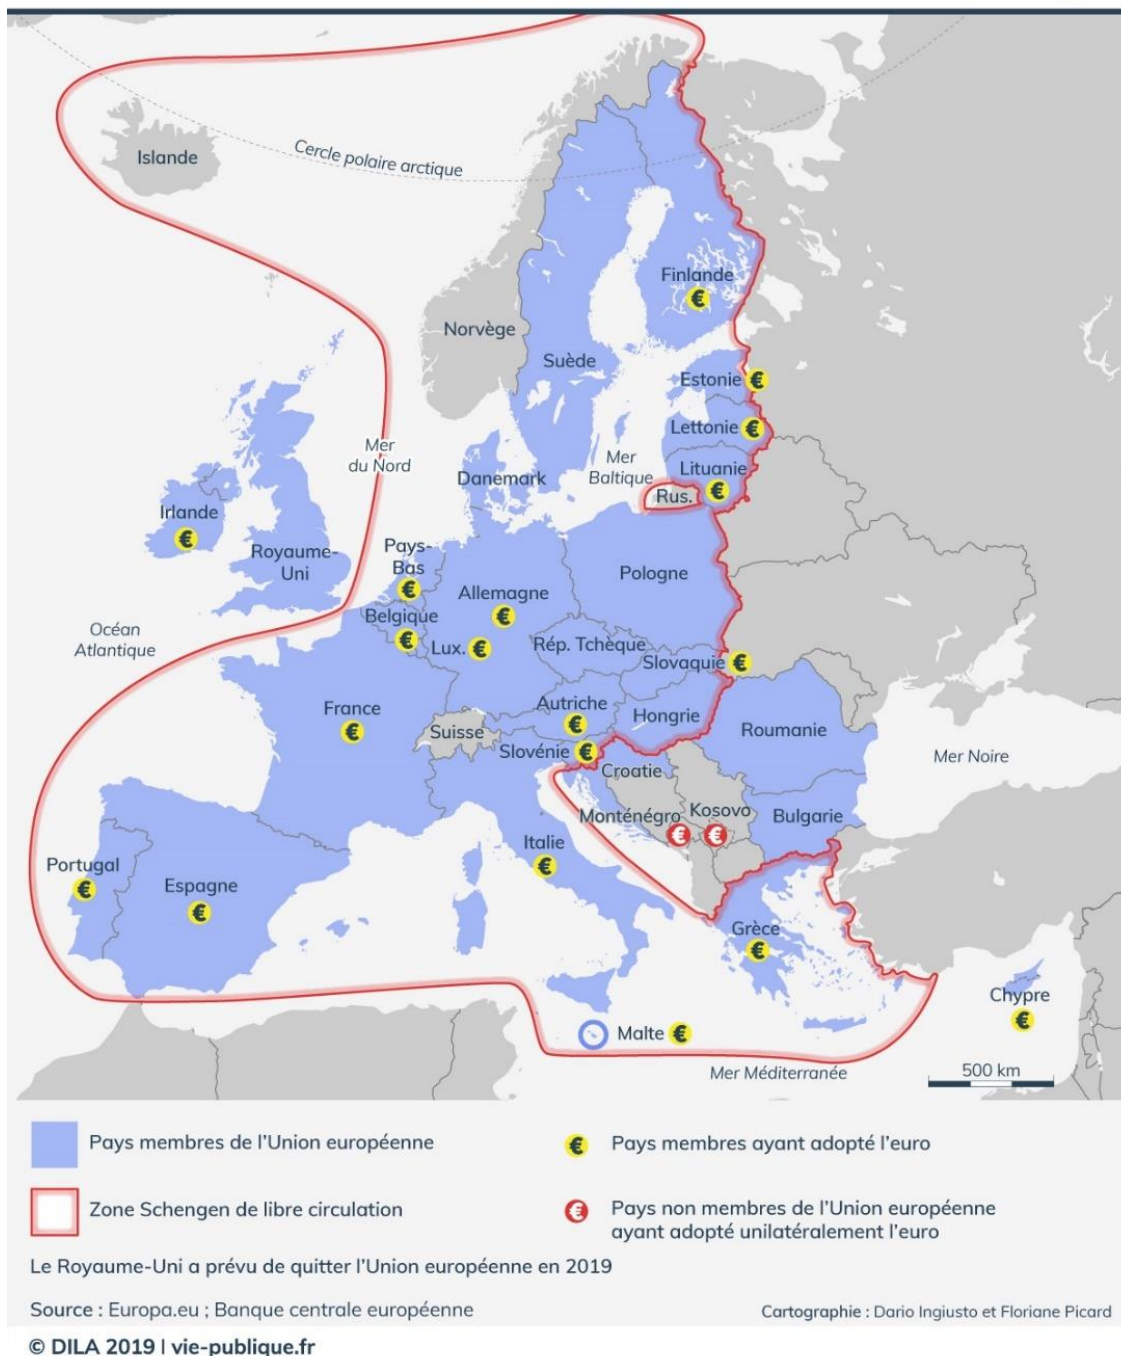 Islande
Cercle polaire arctique
Finlande
€
Norvège
Suède
Estonie €
Lettonie €
Mer
du Nord
Mer
Baltique
Lituanie
€
Danemark
Rus.
Irlande
€
Royaume-
Uni
Pays-
Bas
€
Allemagne
€
Pologne
Belgique
€
Océan
Atlantique
Lux. €
Rép. Tchèque
Slovaquie €
France
€
Autriche
€
Hongrie
Suisse
Slovénie €
Roumanie
Mer Noire
Croatie
Monténégro
€
Kosovo
€
Bulgarie
Italie
€
Portugal
€
Espagne
€
Grèce
€
Chypre
€
Malte €
Mer Méditerranée
500 km
Pays membres de l'Union européenne
€ Pays membres ayant adopté l'euro
Zone Schengen de libre circulation
€ Pays non membres de l'Union européenne
ayant adopté unilatéralement l'euro
Le Royaume-Uni a prévu de quitter l'Union européenne en 2019
Source : Europa.eu ; Banque centrale européenne
Cartographie : Dario Ingiusto et Floriane Picard
© DILA 2019 I vie-publique.fr